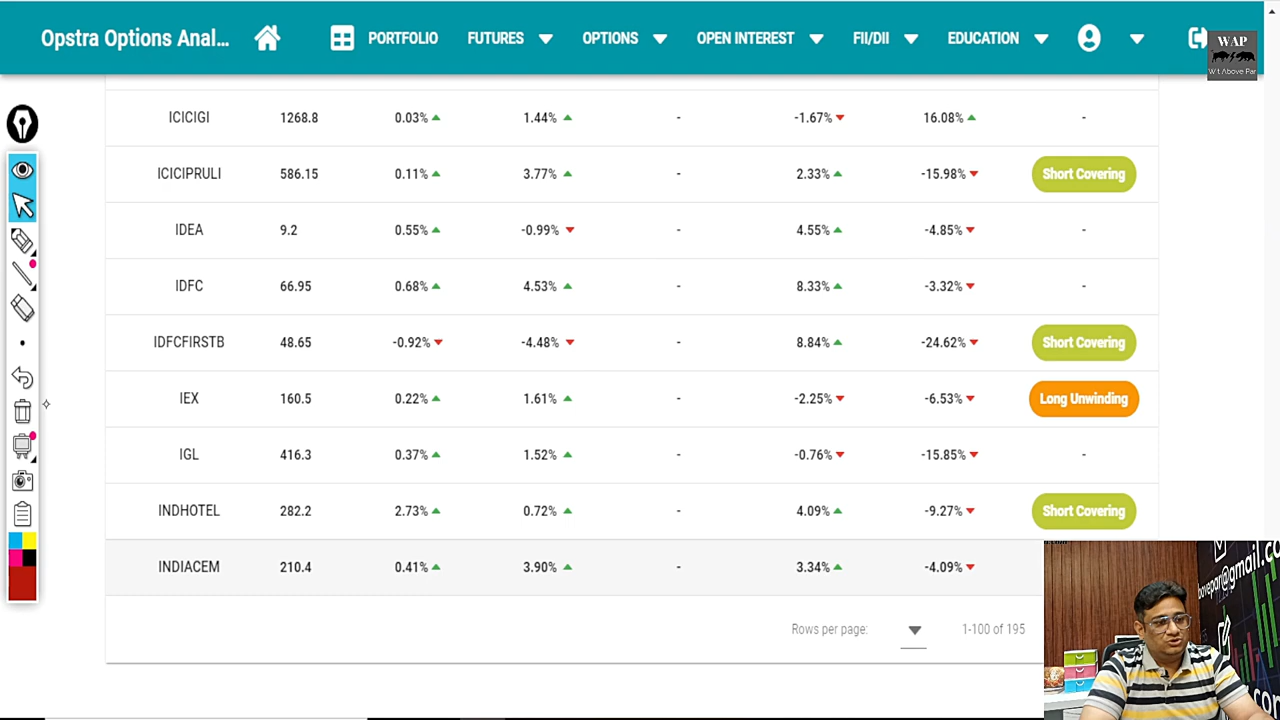 Opstra Options Anal... PORTFOLIO FUTURES OPTIONS OPEN INTEREST FII/DII EDUCATION
WAP
Wit Above Par
ICICIGI 1268.8 0.03% 1.44% - -1.67% 16.08% -
ICICIPRULI 586.15 0.11% 3.77% - 2.33% -15.98% Short Covering
IDEA 9.2 0.55% -0.99% - 4.55% -4.85% -
IDFC 66.95 0.68% 4.53% - 8.33% -3.32% -
IDFCFIRSTB 48.65 -0.92% -4.48% - 8.84% -24.62% Short Covering
IEX 160.5 0.22% 1.61% - -2.25% -6.53% Long Unwinding
IGL 416.3 0.37% 1.52% - -0.76% -15.85% -
INDHOTEL 282.2 2.73% 0.72% - 4.09% -9.27% Short Covering
INDIACEM 210.4 0.41% 3.90% - 3.34% -4.09%
Rows per page: 1-100 of 195
bovepar@gmail.co